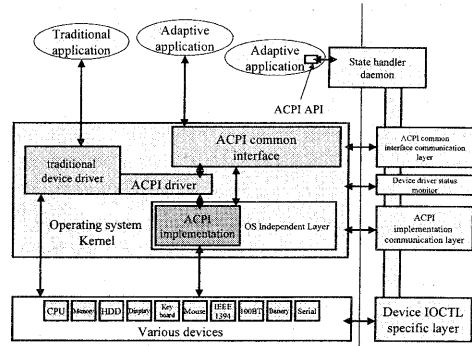 Traditional
application
Adaptive
application
Adaptive
application
State handler
daemon
ACPI API
ACPI common
interface
ACPI common
interface communication
layer
traditional
device driver
ACPI driver
Device driver status
monitor
Operating system
Kernel
ACPI
implementation
OS Independent Layer
ACPI
implementation
communication layer
CPU
Memory
HDD
Display
Key
board
Mouse
IEEE
1394
100BT
Battery
Serial
Various devices
Device IOCTL
specific layer